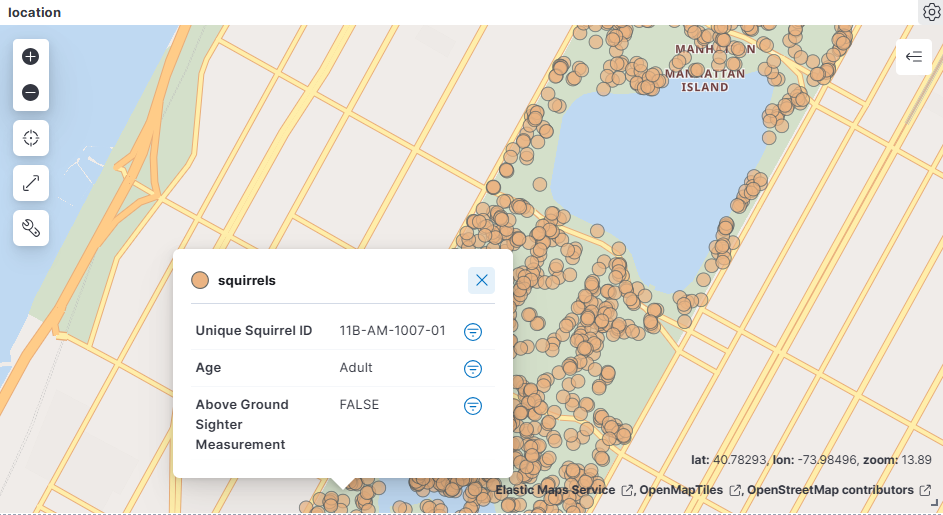 location
MANHATTAN
MANHATTAN
ISLAND
squirrels
Unique Squirrel ID 11B-AM-1007-01
Age Adult
Above Ground FALSE
Sighter
Measurement
lat: 40.78293, lon: -73.98496, zoom: 13.89
Elastic Maps Service , OpenMapTiles , OpenStreetMap contributors